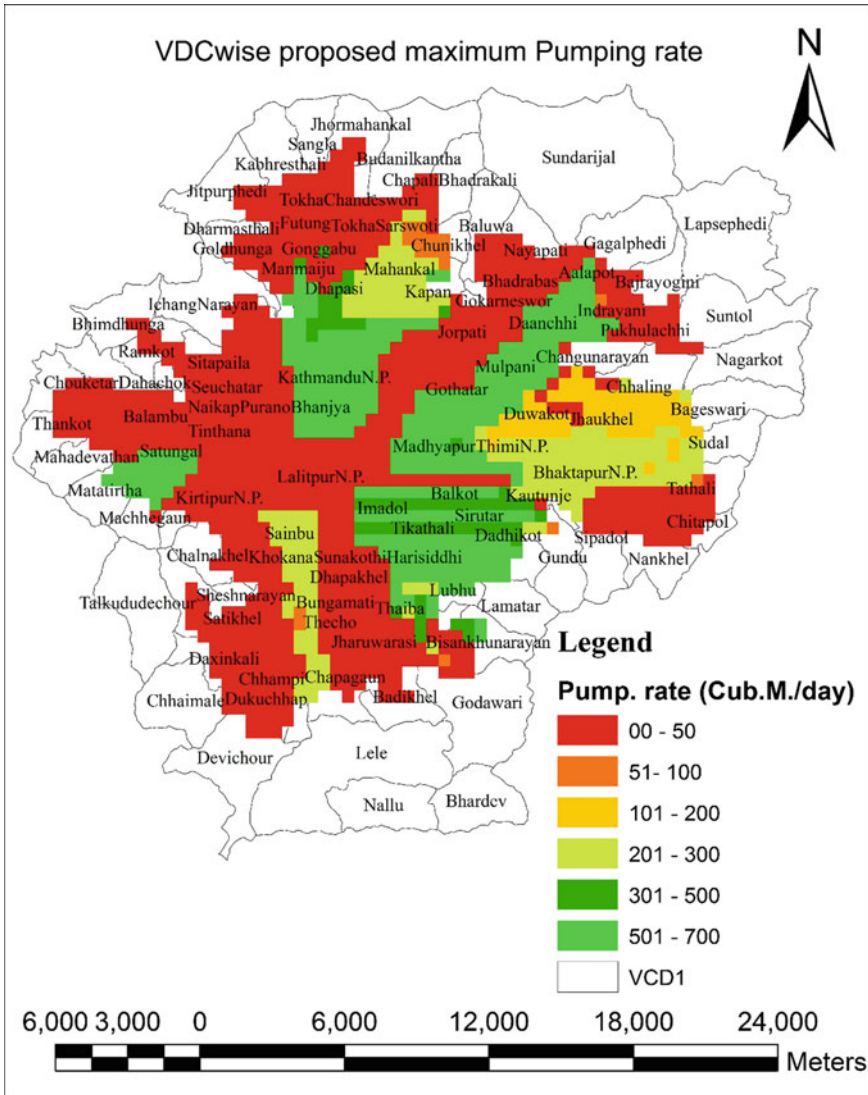 VDCwise proposed maximum Pumping rate
N
Jhormahankal
Sangla
Budanilkantha
Sundarijal
Kabhresthali
Chapali Bhadrakali
Jitpurphedi
TokhaChandeswori
Lapsephedi
Dharmasthali
Futung TokhaSarswoti
Baluwa
Goldhunga
Gonggabu
Chunikhel
Nayapati
Gagalphedi
Manmaiju
Mahankal
Aalapot
Bhadrabas
Bajrayogini
Dhapasi
Kapan
Gokarneswor
Indrayani
IchangNarayan
Suntol
Bhimdhunga
Jorpati
Daanchhi
Pukhulachhi
Ramkot
Sitapaila
Changunarayan
Nagarkot
Mulpani
Chouketar Dahachok
Seuchatar
KathmanduN.P.
Gothatar
Chhaling
NaikapPuranoBhanjya
Duwakot
Jhaukhel
Bageswari
Thankot
Balambu
Tinthana
Mahadevathan
Satungal
MadhyapurThimiN.P.
Sudal
LalitpurN.P.
BhaktapurN.P.
Matatirtha
Balkot
Kautunje
Tathali
KirtipurN.P.
Imadol
Machhegaun
Sirutar
Chitapol
Sainbu
Tikathali
Dadhikot
Sipadol
Chalnakhel
Khokana
Sunakothi
Harisiddhi
Gundu
Nankhel
Dhapakhel
Talkududechour
Sheshnarayan
Lubhu
Satikhel
Bungamati
Thaiba
Lamatar
Thecho
Jharuwarasi
Bisankhunarayan
Daxinkali
Chhampi
Chapagaun
Chhaimale
Dukuchhap
Badikhel
Godawari
Devichour
Lele
Nallu
Bhardev
Legend
Pump. rate (Cub.M./day)
00 - 50
51- 100
101 - 200
201 - 300
301 - 500
501 - 700
VCD1
6,000 3,000 0 6,000 12,000 18,000 24,000
Meters